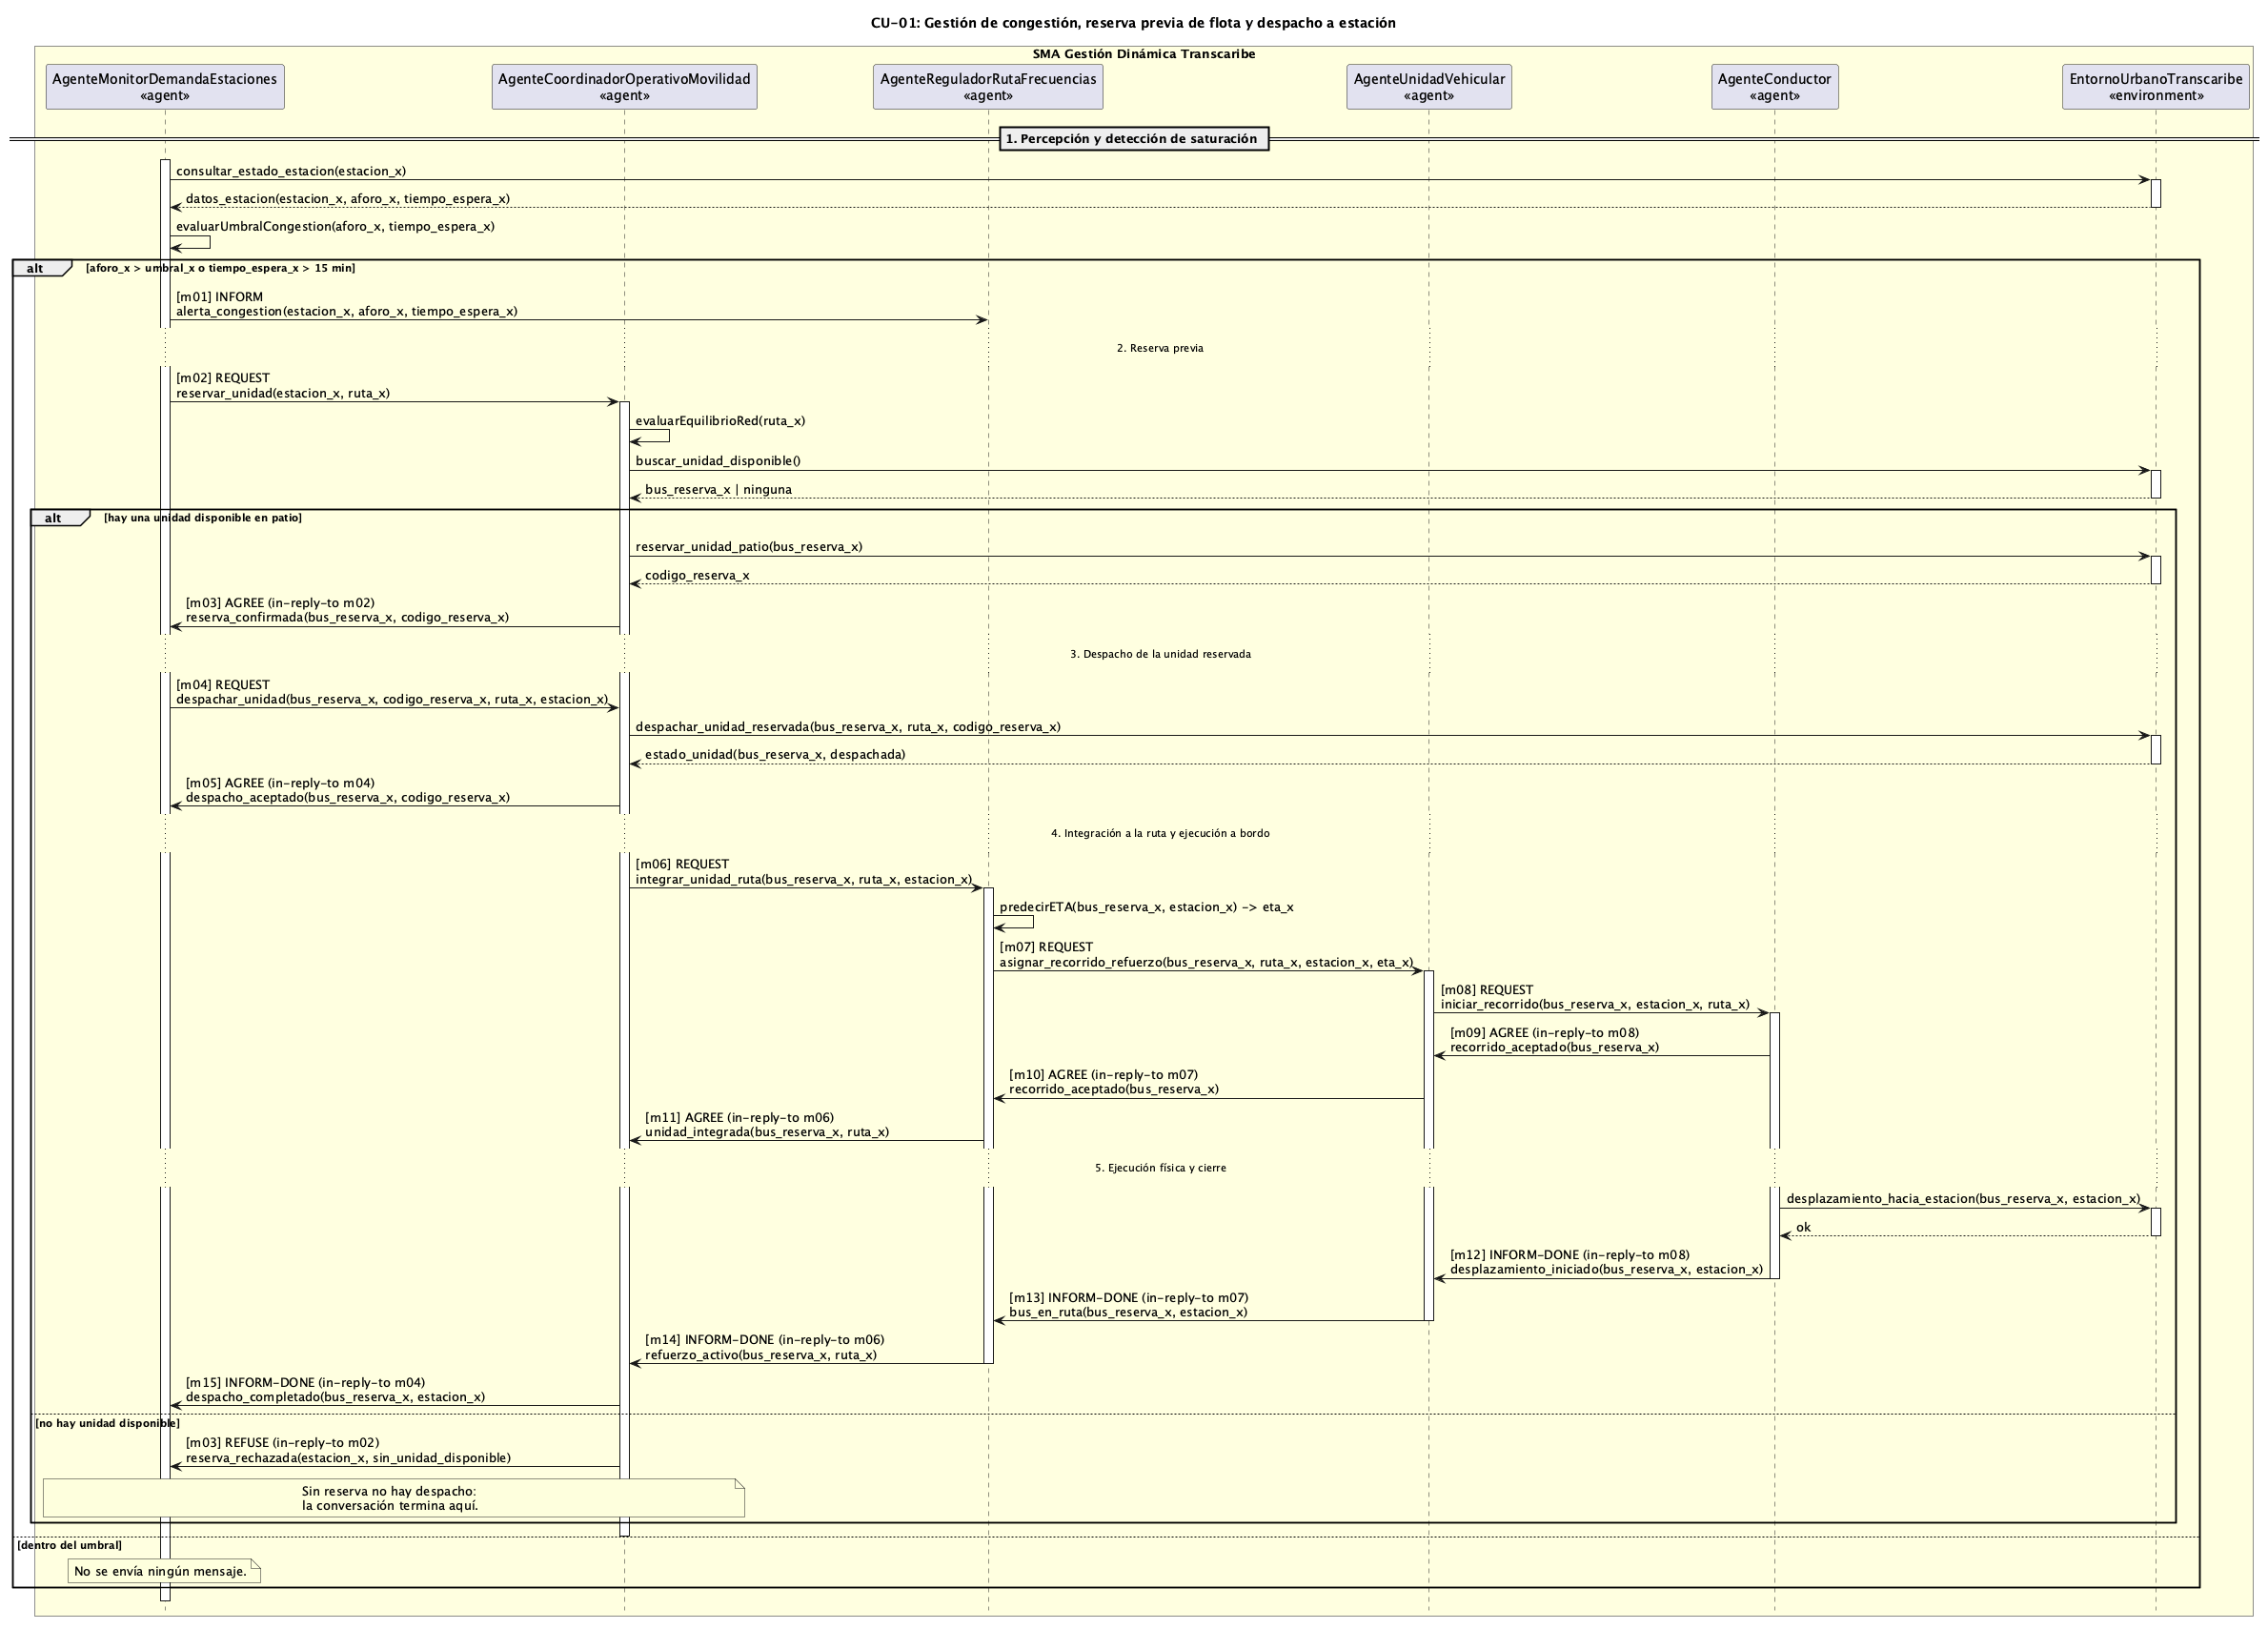 CU-01: Gestión de congestión, reserva previa de flota y despacho a estación
SMA Gestión Dinámica Transcaribe
AgenteMonitorDemandaEstaciones
«agent»
AgenteCoordinadorOperativoMovilidad
«agent»
AgenteReguladorRutaFrecuencias
«agent»
AgenteUnidadVehicular
«agent»
AgenteConductor
«agent»
EntornoUrbanoTranscaribe
«environment»
1. Percepción y detección de saturación
consultar_estado_estacion(estacion_x)
datos_estacion(estacion_x, aforo_x, tiempo_espera_x)
evaluarUmbralCongestion(aforo_x, tiempo_espera_x)
alt [aforo_x > umbral_x o tiempo_espera_x > 15 min]
[m01] INFORM
alerta_congestion(estacion_x, aforo_x, tiempo_espera_x)
2. Reserva previa
[m02] REQUEST
reservar_unidad(estacion_x, ruta_x)
evaluarEquilibrioRed(ruta_x)
buscar_unidad_disponible()
bus_reserva_x | ninguna
alt [hay una unidad disponible en patio]
reservar_unidad_patio(bus_reserva_x)
codigo_reserva_x
[m03] AGREE (in-reply-to m02)
reserva_confirmada(bus_reserva_x, codigo_reserva_x)
3. Despacho de la unidad reservada
[m04] REQUEST
despachar_unidad(bus_reserva_x, codigo_reserva_x, ruta_x, estacion_x)
despachar_unidad_reservada(bus_reserva_x, ruta_x, codigo_reserva_x)
estado_unidad(bus_reserva_x, despachada)
[m05] AGREE (in-reply-to m04)
despacho_aceptado(bus_reserva_x, codigo_reserva_x)
4. Integración a la ruta y ejecución a bordo
[m06] REQUEST
integrar_unidad_ruta(bus_reserva_x, ruta_x, estacion_x)
predecirETA(bus_reserva_x, estacion_x) -> eta_x
[m07] REQUEST
asignar_recorrido_refuerzo(bus_reserva_x, ruta_x, estacion_x, eta_x)
[m08] REQUEST
iniciar_recorrido(bus_reserva_x, estacion_x, ruta_x)
[m09] AGREE (in-reply-to m08)
recorrido_aceptado(bus_reserva_x)
[m10] AGREE (in-reply-to m07)
recorrido_aceptado(bus_reserva_x)
[m11] AGREE (in-reply-to m06)
unidad_integrada(bus_reserva_x, ruta_x)
5. Ejecución física y cierre
desplazamiento_hacia_estacion(bus_reserva_x, estacion_x)
ok
[m12] INFORM-DONE (in-reply-to m08)
desplazamiento_iniciado(bus_reserva_x, estacion_x)
[m13] INFORM-DONE (in-reply-to m07)
bus_en_ruta(bus_reserva_x, estacion_x)
[m14] INFORM-DONE (in-reply-to m06)
refuerzo_activo(bus_reserva_x, ruta_x)
[m15] INFORM-DONE (in-reply-to m04)
despacho_completado(bus_reserva_x, estacion_x)
[no hay unidad disponible]
[m03] REFUSE (in-reply-to m02)
reserva_rechazada(estacion_x, sin_unidad_disponible)
Sin reserva no hay despacho:
la conversación termina aquí.
[dentro del umbral]
No se envía ningún mensaje.